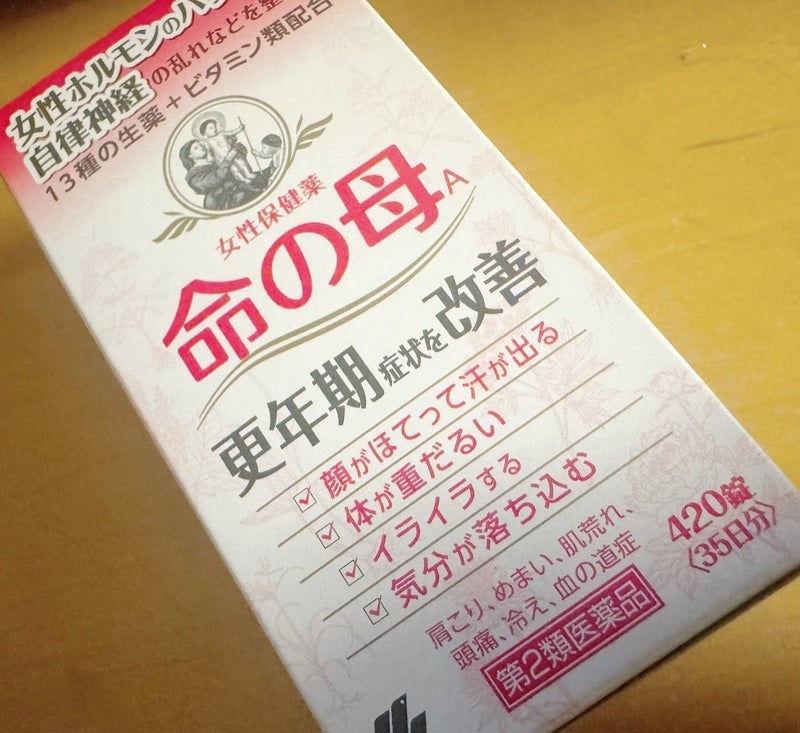 女性ホルモンのバ
自律神経の乱れなどを整
13種の生薬+ビタミン類配合
女性保健薬
命の母A
更年期症状を改善
顔がほてって汗が出る
体が重だるい
イライラする
気分が落ち込む
420錠
〈35日分〉
肩こり、めまい、肌荒れ、
頭痛、冷え、血の道症
第2類医薬品